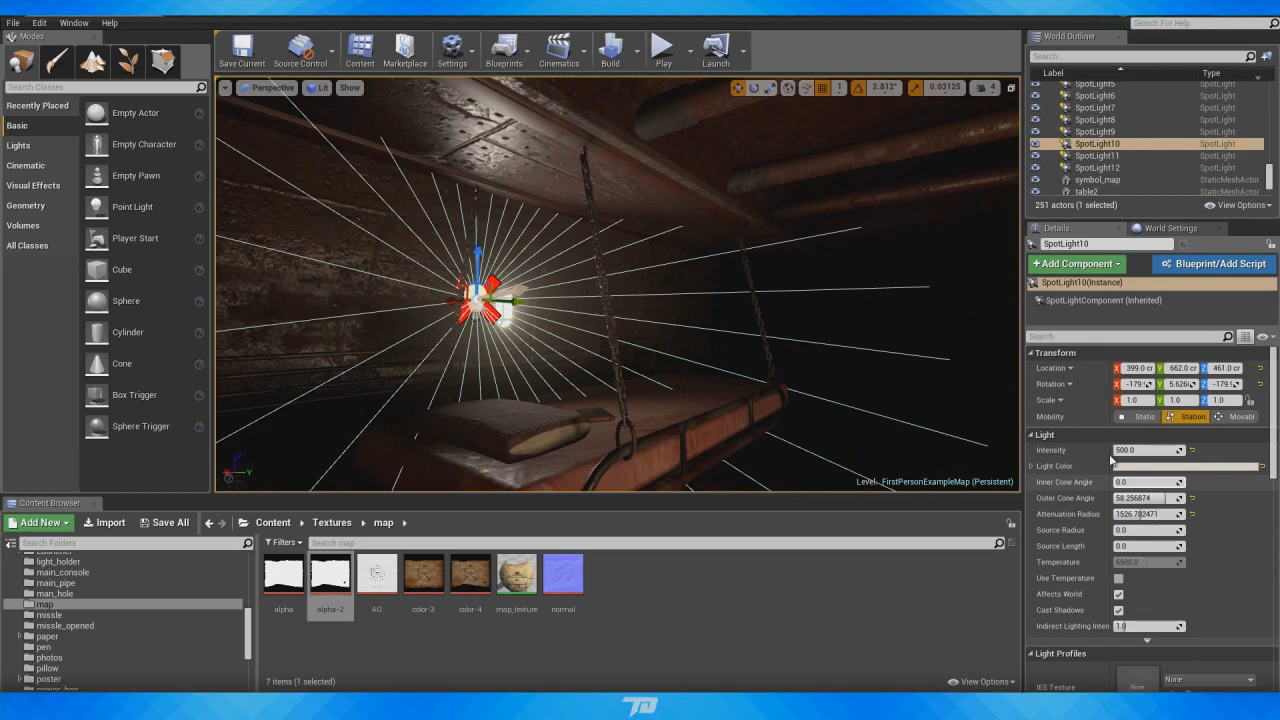 File Edit Window Help
Search For Help
Modes
Search Classes
Recently Placed
Basic
Lights
Cinematic
Visual Effects
Geometry
Volumes
All Classes
Empty Actor
Empty Character
Empty Pawn
Point Light
Player Start
Cube
Sphere
Cylinder
Cone
Box Trigger
Sphere Trigger
Save Current Source Control Content Marketplace Settings Blueprints Cinematics Build Play Launch
Perspective Lit Show
1 2.812° 0.03125 4
Level: FirstPersonExampleMap (Persistent)
World Outliner
Search...
Label Type
SpotLight5 SpotLight
SpotLight6 SpotLight
SpotLight7 SpotLight
SpotLight8 SpotLight
SpotLight9 SpotLight
SpotLight10 SpotLight
SpotLight11 SpotLight
SpotLight12 SpotLight
symbol_map StaticMeshActor
table2 StaticMeshActor
251 actors (1 selected) View Options
Details World Settings
SpotLight10
+Add Component Blueprint/Add Script
SpotLight10(Instance)
SpotLightComponent (Inherited)
Search
Transform
Location X 399.0 cr Y 662.0 cr Z 461.0 cr
Rotation X -179. Y 5.626 Z -179.
Scale X 1.0 Y 1.0 Z 1.0
Mobility Static Station Movabl
Light
Intensity 500.0
Light Color
Inner Cone Angle 0.0
Outer Cone Angle 58.256874
Attenuation Radius 1526.782471
Source Radius 0.0
Source Length 0.0
Temperature 6500.0
Use Temperature
Affects World
Cast Shadows
Indirect Lighting Inten 1.0
Light Profiles
IES Texture None None
Content Browser
Add New Import Save All Content Textures map
Search Folders
light_holder
main_console
main_pipe
man_hole
map
missle
missle_opened
paper
pen
photos
pillow
poster
Filters Search map
alpha alpha-2 AO color-3 color-4 map_texture normal
7 items (1 selected) View Options